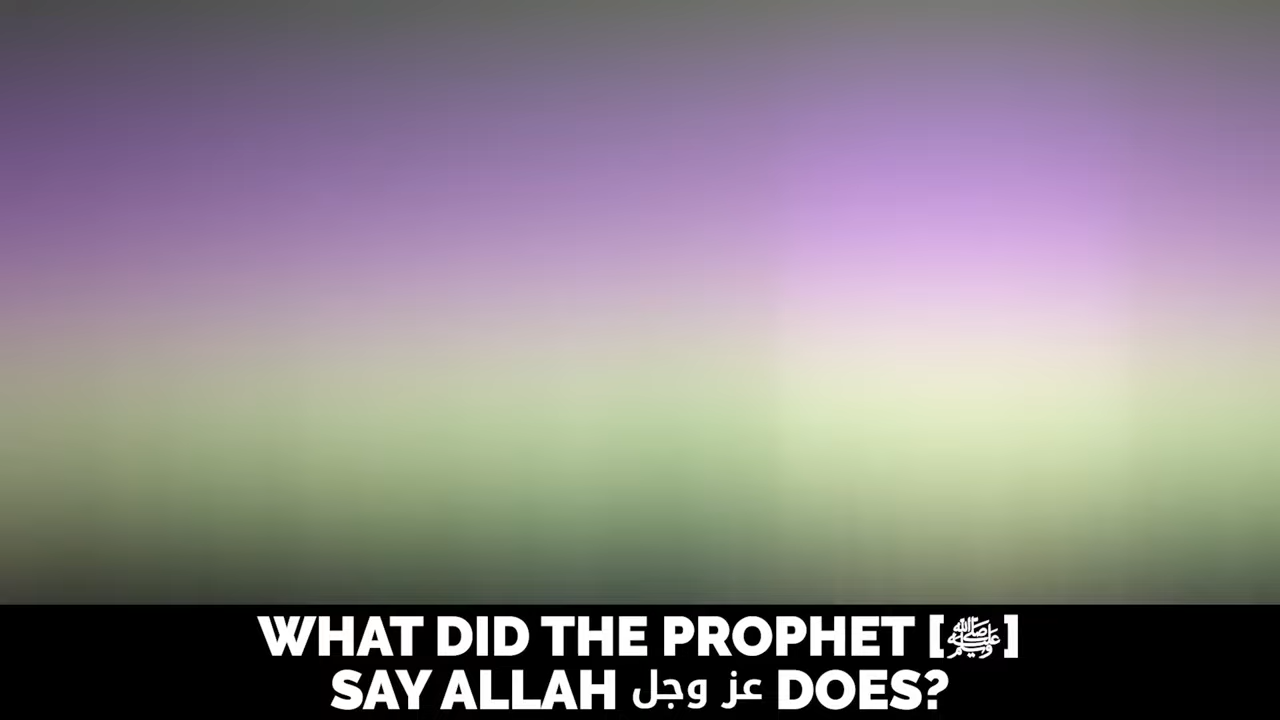 WHAT DID THE PROPHET [ﷺ]
SAY ALLAH عز وجل DOES?